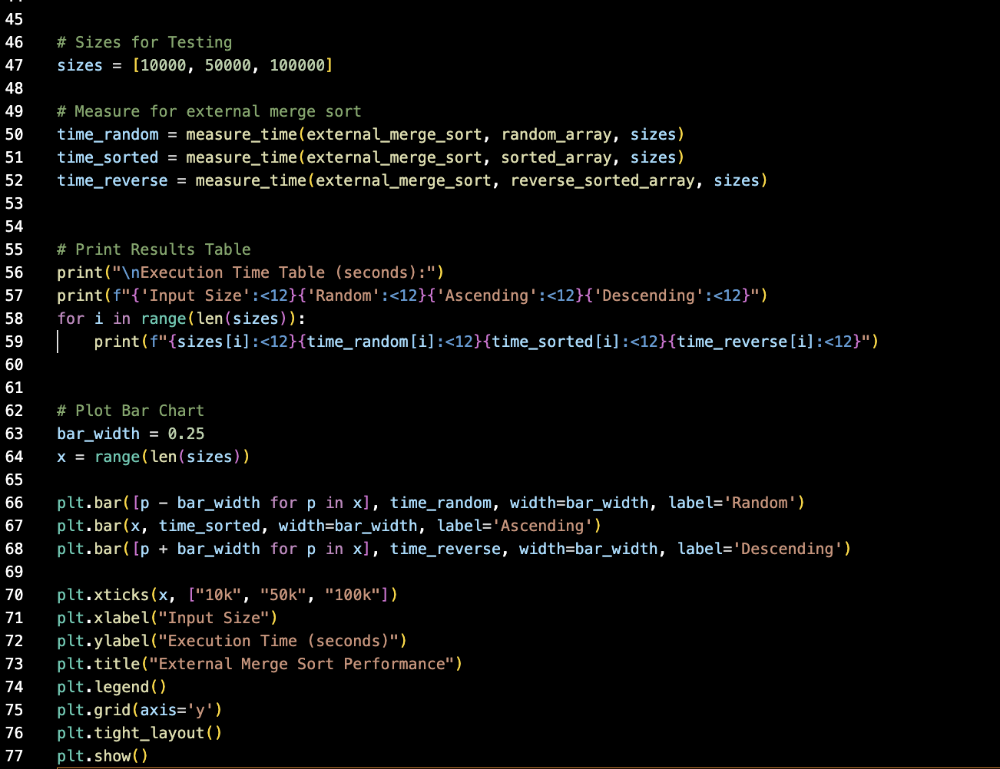 45
46 # Sizes for Testing
47 sizes = [10000, 50000, 100000]
48
49 # Measure for external merge sort
50 time_random = measure_time(external_merge_sort, random_array, sizes)
51 time_sorted = measure_time(external_merge_sort, sorted_array, sizes)
52 time_reverse = measure_time(external_merge_sort, reverse_sorted_array, sizes)
53
54
55 # Print Results Table
56 print("\nExecution Time Table (seconds):")
57 print(f"{'Input Size':<12}{'Random':<12}{'Ascending':<12}{'Descending':<12}")
58 for i in range(len(sizes)):
59     print(f"{sizes[i]:<12}{time_random[i]:<12}{time_sorted[i]:<12}{time_reverse[i]:<12}")
60
61
62 # Plot Bar Chart
63 bar_width = 0.25
64 x = range(len(sizes))
65
66 plt.bar([p - bar_width for p in x], time_random, width=bar_width, label='Random')
67 plt.bar(x, time_sorted, width=bar_width, label='Ascending')
68 plt.bar([p + bar_width for p in x], time_reverse, width=bar_width, label='Descending')
69
70 plt.xticks(x, ["10k", "50k", "100k"])
71 plt.xlabel("Input Size")
72 plt.ylabel("Execution Time (seconds)")
73 plt.title("External Merge Sort Performance")
74 plt.legend()
75 plt.grid(axis='y')
76 plt.tight_layout()
77 plt.show()